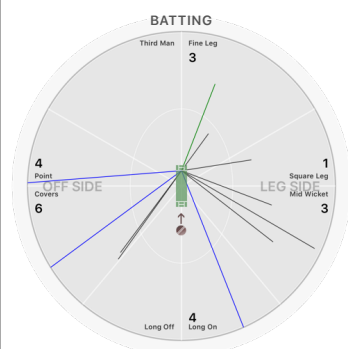 BATTING
Third Man Fine Leg
3
4 1
Point Square Leg
OFF SIDE LEG SIDE
Covers Mid Wicket
6 3
4
Long Off Long On